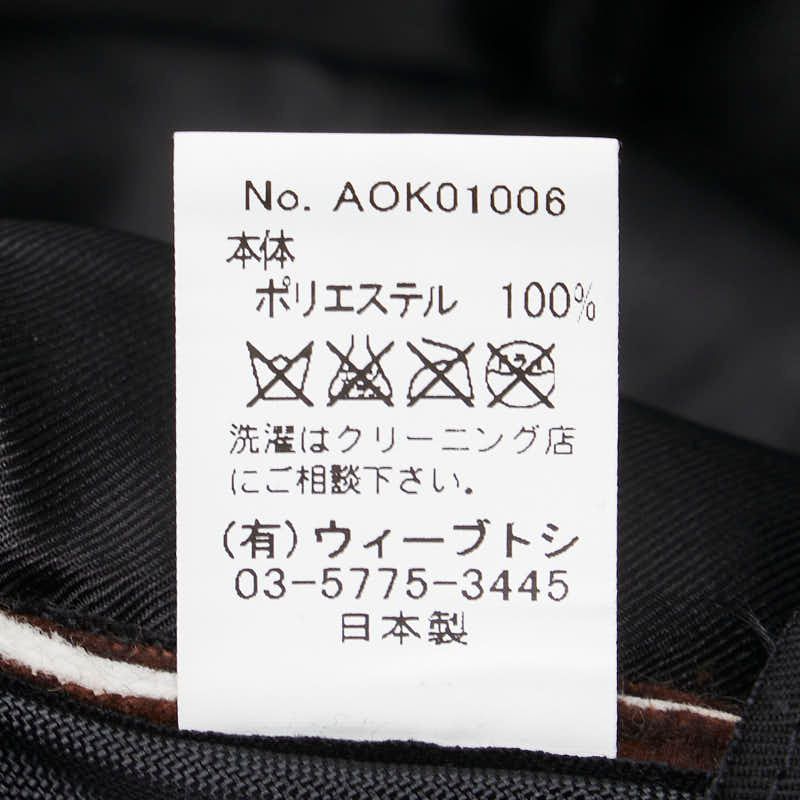 No. AOK01006
本体
ポリエステル 100%
洗濯はクリーニング店
にご相談下さい。
(有)ウィーブトシ
03-5775-3445
日本製